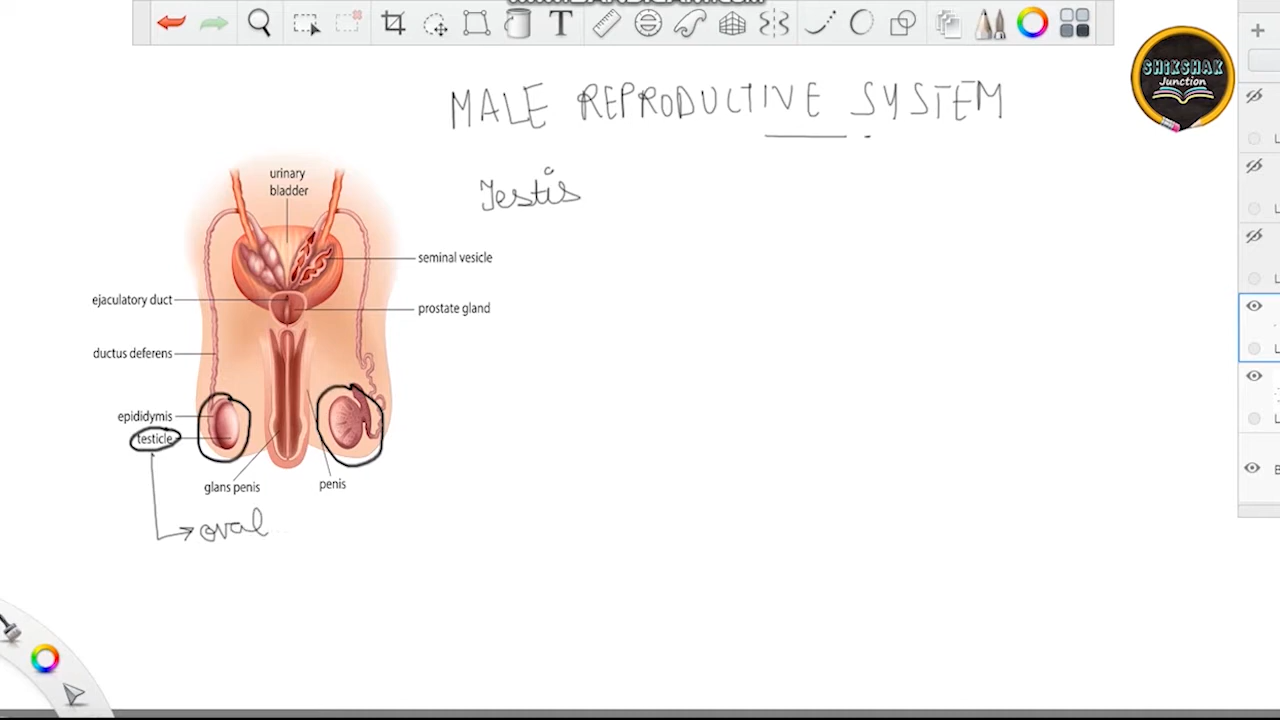 MALE REPRODUCTIVE SYSTEM
SHiKSHAK
Junction
urinary
bladder
Testis
seminal vesicle
ejaculatory duct
prostate gland
ductus deferens
epididymis
testicle
glans penis
penis
oval